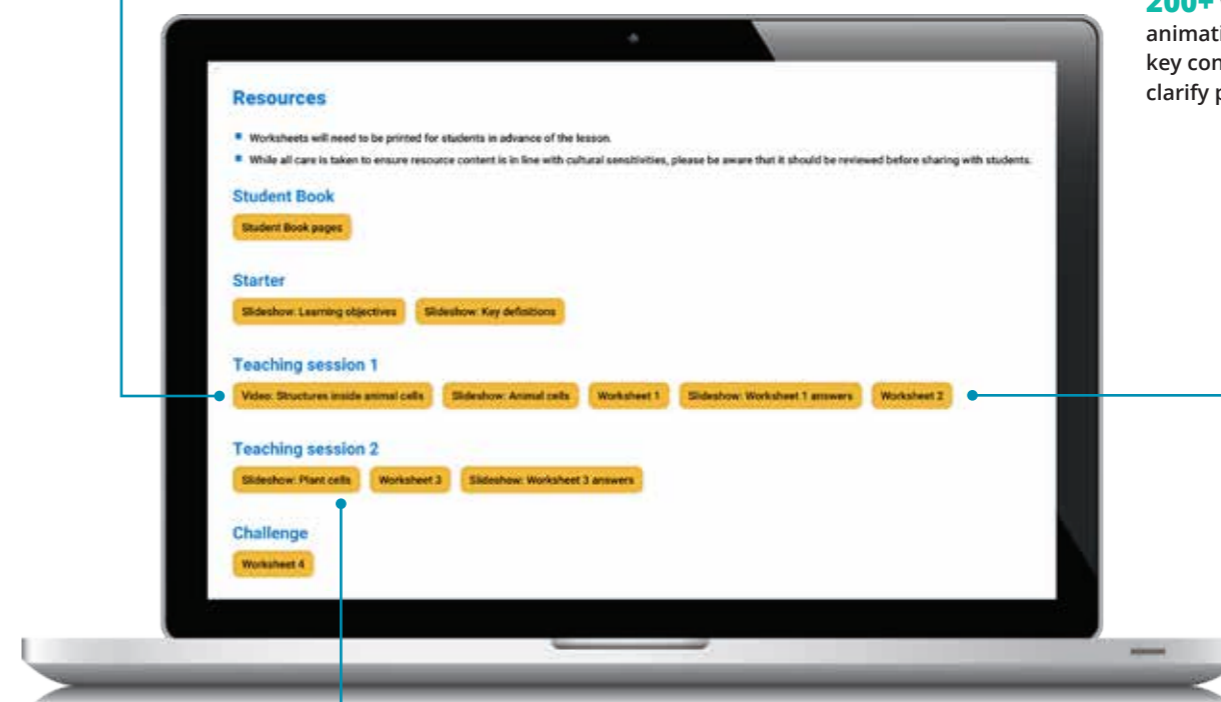 200+
animati
key con
clarify p
Resources
Worksheets will need to be printed for students in advance of the lesson.
While all care is taken to ensure resource content is in line with cultural sensitivities, please be aware that it should be reviewed before sharing with students.
Student Book
Student Book pages
Starter
Slideshow: Learning objectives Slideshow: Key definitions
Teaching session 1
Video: Structures inside animal cells Slideshow: Animal cells Worksheet 1 Slideshow: Worksheet 1 answers Worksheet 2
Teaching session 2
Slideshow: Plant cells Worksheet 3 Slideshow: Worksheet 3 answers
Challenge
Worksheet 4